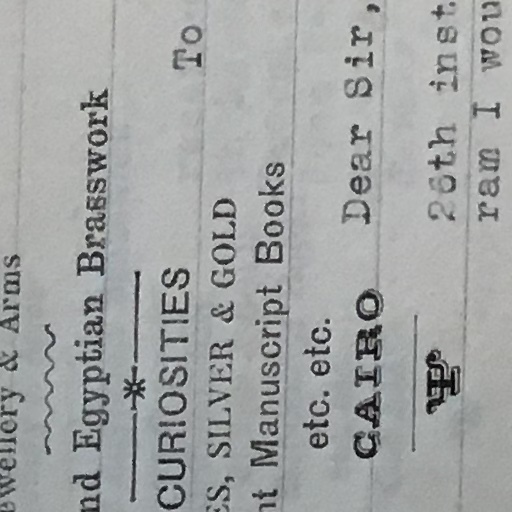 ewellery & Arms
nd Egyptian Brasswork
CURIOSITIES
To
ES, SILVER & GOLD
nt Manuscript Books
etc. etc.
CAIRO
Dear Sir,
26th inst.
ram I wou